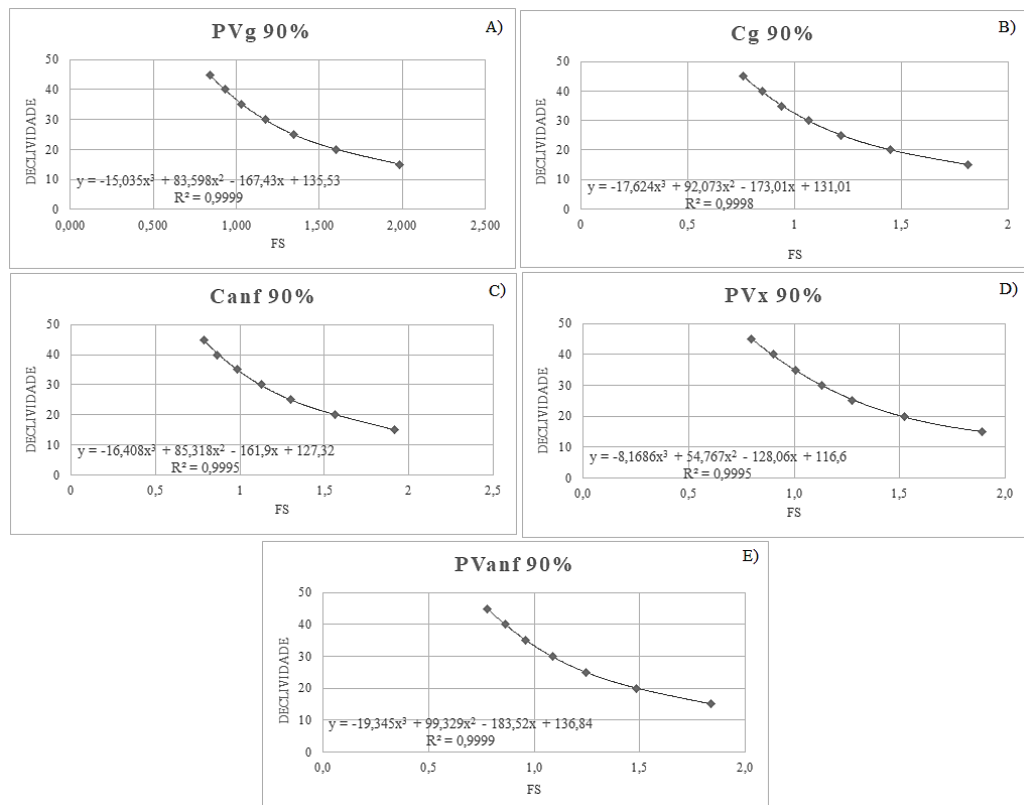 PVg 90%
A)
DECLIVIDADE
50
40
30
20
10
0
y = -15,035x³ + 83,598x² - 167,43x + 135,53
R² = 0,9999
0,000 0,500 1,000 1,500 2,000 2,500
FS
Cg 90%
B)
DECLIVIDADE
50
40
30
20
10
0
y = -17,624x³ + 92,073x² - 173,01x + 131,01
R² = 0,9998
0 0,5 1 1,5 2
FS
Canf 90%
C)
DECLIVIDADE
50
40
30
20
10
0
y = -16,408x³ + 85,318x² - 161,9x + 127,32
R² = 0,9995
0 0,5 1 1,5 2 2,5
FS
PVx 90%
D)
DECLIVIDADE
50
40
30
20
10
0
y = -8,1686x³ + 54,767x² - 128,06x + 116,6
R² = 0,9995
0,0 0,5 1,0 1,5 2,0
FS
PVanf 90%
E)
DECLIVIDADE
50
40
30
20
10
0
y = -19,345x³ + 99,329x² - 183,52x + 136,84
R² = 0,9999
0,0 0,5 1,0 1,5 2,0
FS